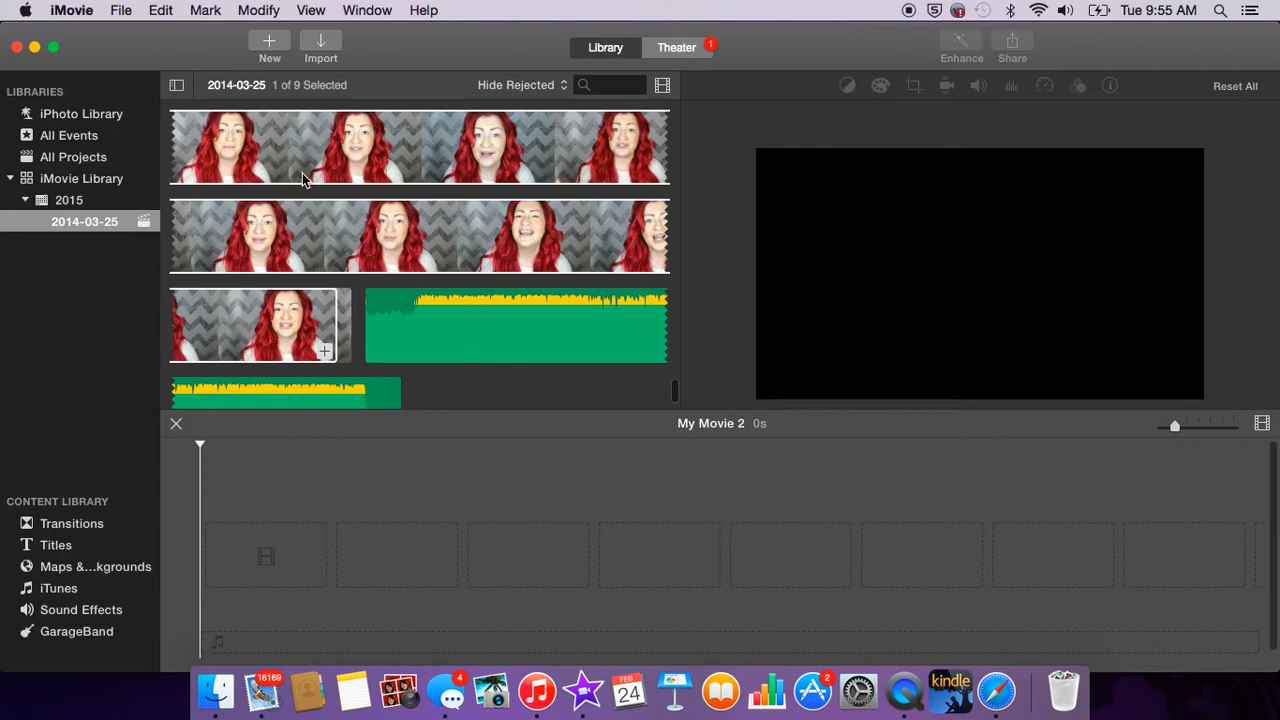 iMovie File Edit Mark Modify View Window Help
5 Tue 9:55 AM
New Import Library Theater 1 Enhance Share
LIBRARIES
iPhoto Library
All Events
All Projects
iMovie Library
2015
2014-03-25
2014-03-25 1 of 9 Selected Hide Rejected
Reset All
My Movie 2 0s
CONTENT LIBRARY
Transitions
T Titles
Maps &...kgrounds
iTunes
Sound Effects
GarageBand
16169 4 FEB 24 2 kindle